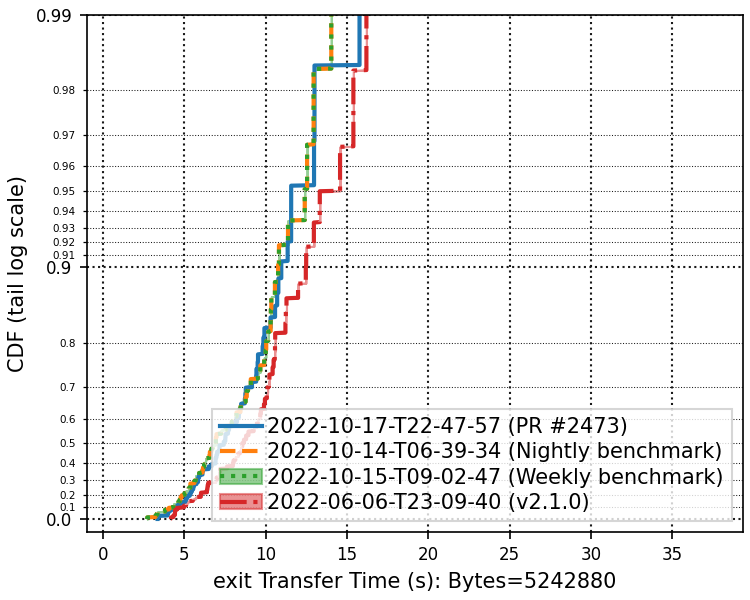 0.99
0.98
0.97
0.96
0.95
0.94
0.93
0.92
0.91
0.9
0.8
0.7
0.6
0.5
0.4
0.3
0.2
0.1
0.0
CDF (tail log scale)
2022-10-17-T22-47-57 (PR #2473)
2022-10-14-T06-39-34 (Nightly benchmark)
2022-10-15-T09-02-47 (Weekly benchmark)
2022-06-06-T23-09-40 (v2.1.0)
0 5 10 15 20 25 30 35
exit Transfer Time (s): Bytes=5242880